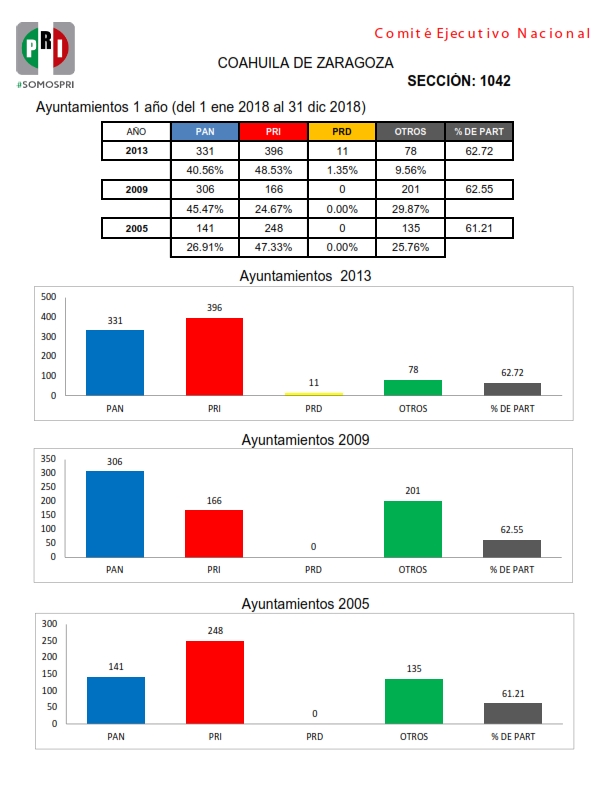 Comité Ejecutivo Nacional
PRI
#SOMOSPRI
COAHUILA DE ZARAGOZA
SECCIÓN: 1042
Ayuntamientos 1 año (del 1 ene 2018 al 31 dic 2018)
AÑO PAN PRI PRD OTROS % DE PART
2013 331 396 11 78 62.72
40.56% 48.53% 1.35% 9.56%
2009 306 166 0 201 62.55
45.47% 24.67% 0.00% 29.87%
2005 141 248 0 135 61.21
26.91% 47.33% 0.00% 25.76%
Ayuntamientos 2013
500
400
300
200
100
0
331 396 11 78 62.72
PAN PRI PRD OTROS % DE PART
Ayuntamientos 2009
350
300
250
200
150
100
50
0
306 166 0 201 62.55
PAN PRI PRD OTROS % DE PART
Ayuntamientos 2005
300
250
200
150
100
50
0
141 248 0 135 61.21
PAN PRI PRD OTROS % DE PART